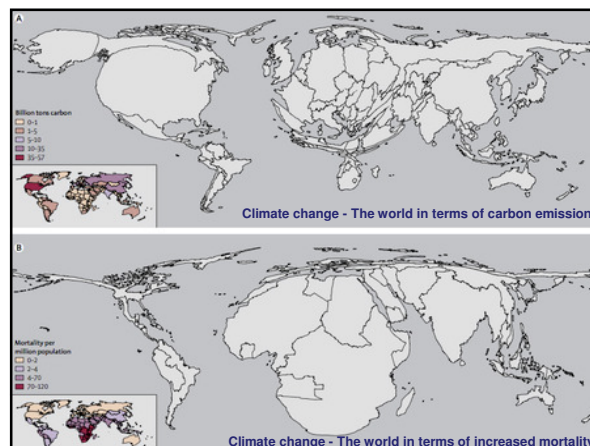 A
Billion tons carbon
0–1
1–5
5–10
10–35
35–57
Climate change - The world in terms of carbon emission
B
Mortality per
million population
0–2
2–4
4–70
70–120
Climate change - The world in terms of increased mortality